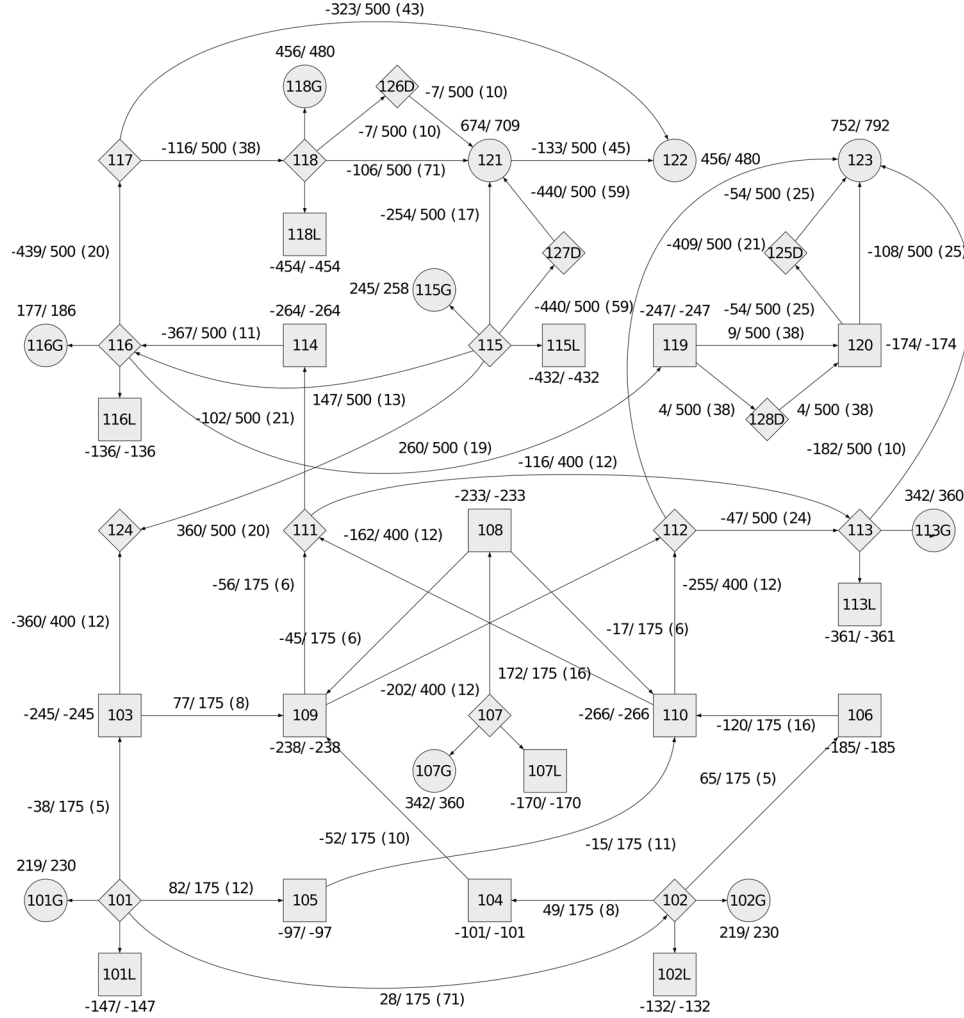 -323/ 500 (43)
456/ 480
118G
126D
-7/ 500 (10)
-7/ 500 (10)
674/ 709
752/ 792
117
-116/ 500 (38)
118
-106/ 500 (71)
121
-133/ 500 (45)
122
456/ 480
123
-54/ 500 (25)
-440/ 500 (59)
-254/ 500 (17)
118L
-454/ -454
-439/ 500 (20)
127D
-409/ 500 (21)
125D
-108/ 500 (25)
245/ 258
115G
177/ 186
-264/ -264
-440/ 500 (59)
-247/ -247
-54/ 500 (25)
116G
116
-367/ 500 (11)
114
115
115L
-432/ -432
119
9/ 500 (38)
120
-174/ -174
116L
-136/ -136
-102/ 500 (21)
147/ 500 (13)
4/ 500 (38)
128D
4/ 500 (38)
260/ 500 (19)
-182/ 500 (10)
-116/ 400 (12)
-233/ -233
342/ 360
124
360/ 500 (20)
111
-162/ 400 (12)
108
112
-47/ 500 (24)
113
113G
-56/ 175 (6)
-255/ 400 (12)
113L
-361/ -361
-360/ 400 (12)
-45/ 175 (6)
-17/ 175 (6)
-245/ -245
103
77/ 175 (8)
109
-238/ -238
-202/ 400 (12)
107
172/ 175 (16)
-266/ -266
110
-120/ 175 (16)
106
-185/ -185
107G
342/ 360
107L
-170/ -170
65/ 175 (5)
-38/ 175 (5)
-52/ 175 (10)
-15/ 175 (11)
219/ 230
101G
101
82/ 175 (12)
105
-97/ -97
104
-101/ -101
49/ 175 (8)
102
102G
219/ 230
101L
-147/ -147
102L
-132/ -132
28/ 175 (71)